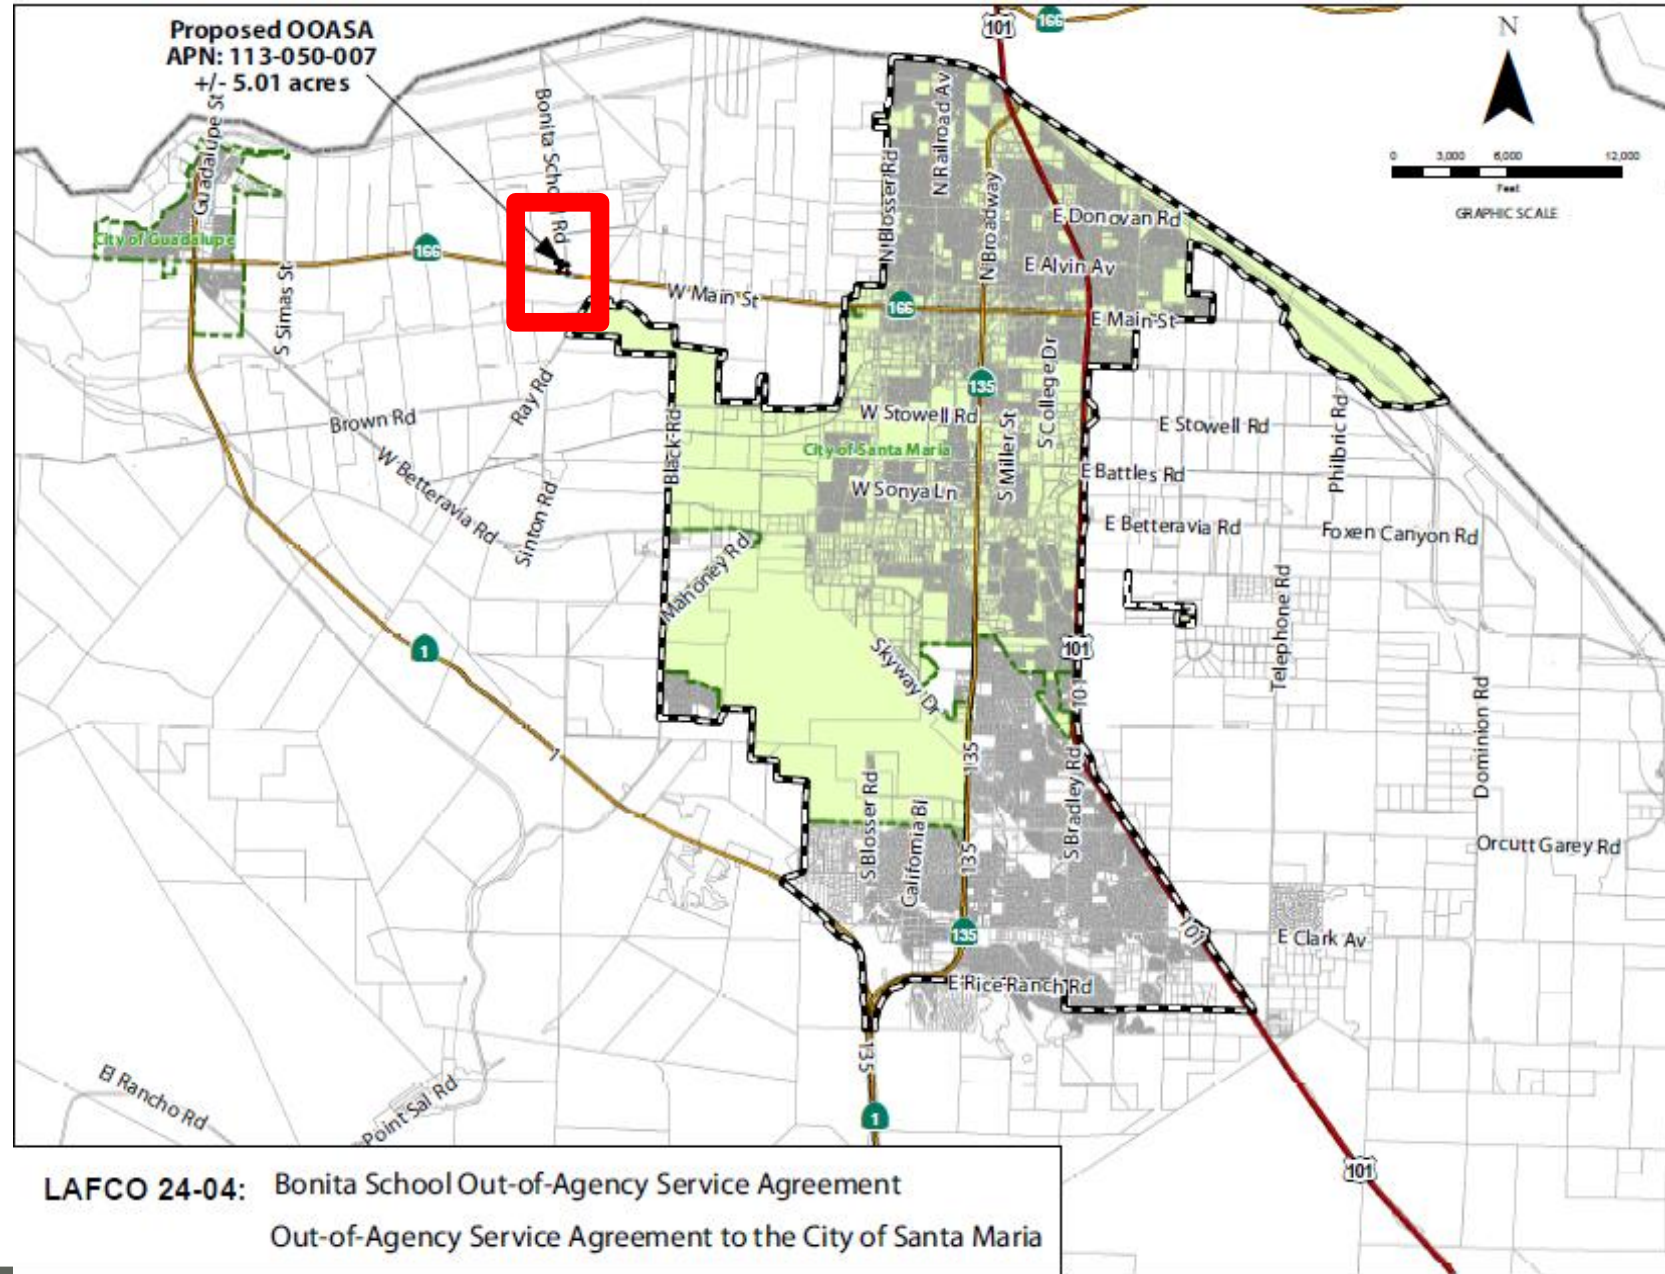 Proposed OOASA
APN: 113-050-007
+/- 5.01 acres
N
0 3,000 6,000 12,000
Feet
GRAPHIC SCALE
101
166
Guadalupe St
Bonita School Rd
N Railroad Av
N Blosser Rd
N Broadway
E Donovan Rd
City of Guadalupe
166
E Alvin Av
S Simas St
W Main St
166
E Main St
135
S College Dr
Ray Rd
Brown Rd
Black Rd
W Stowell Rd
E Stowell Rd
Philbric Rd
City of Santa Maria
S Miller St
W Betteravia Rd
E Battles Rd
W Sonya Ln
Sinton Rd
E Betteravia Rd
Foxen Canyon Rd
Mahoney Rd
Telephone Rd
1
Skyway Dr
101
101
Dominion Rd
1
135
S Bradley Rd
S Blosser Rd
California Bl
135
Orcutt Garey Rd
135
101
E Clark Av
E Rice Ranch Rd
135
El Rancho Rd
Point Sal Rd
1
101
LAFCO 24-04: Bonita School Out-of-Agency Service Agreement
Out-of-Agency Service Agreement to the City of Santa Maria